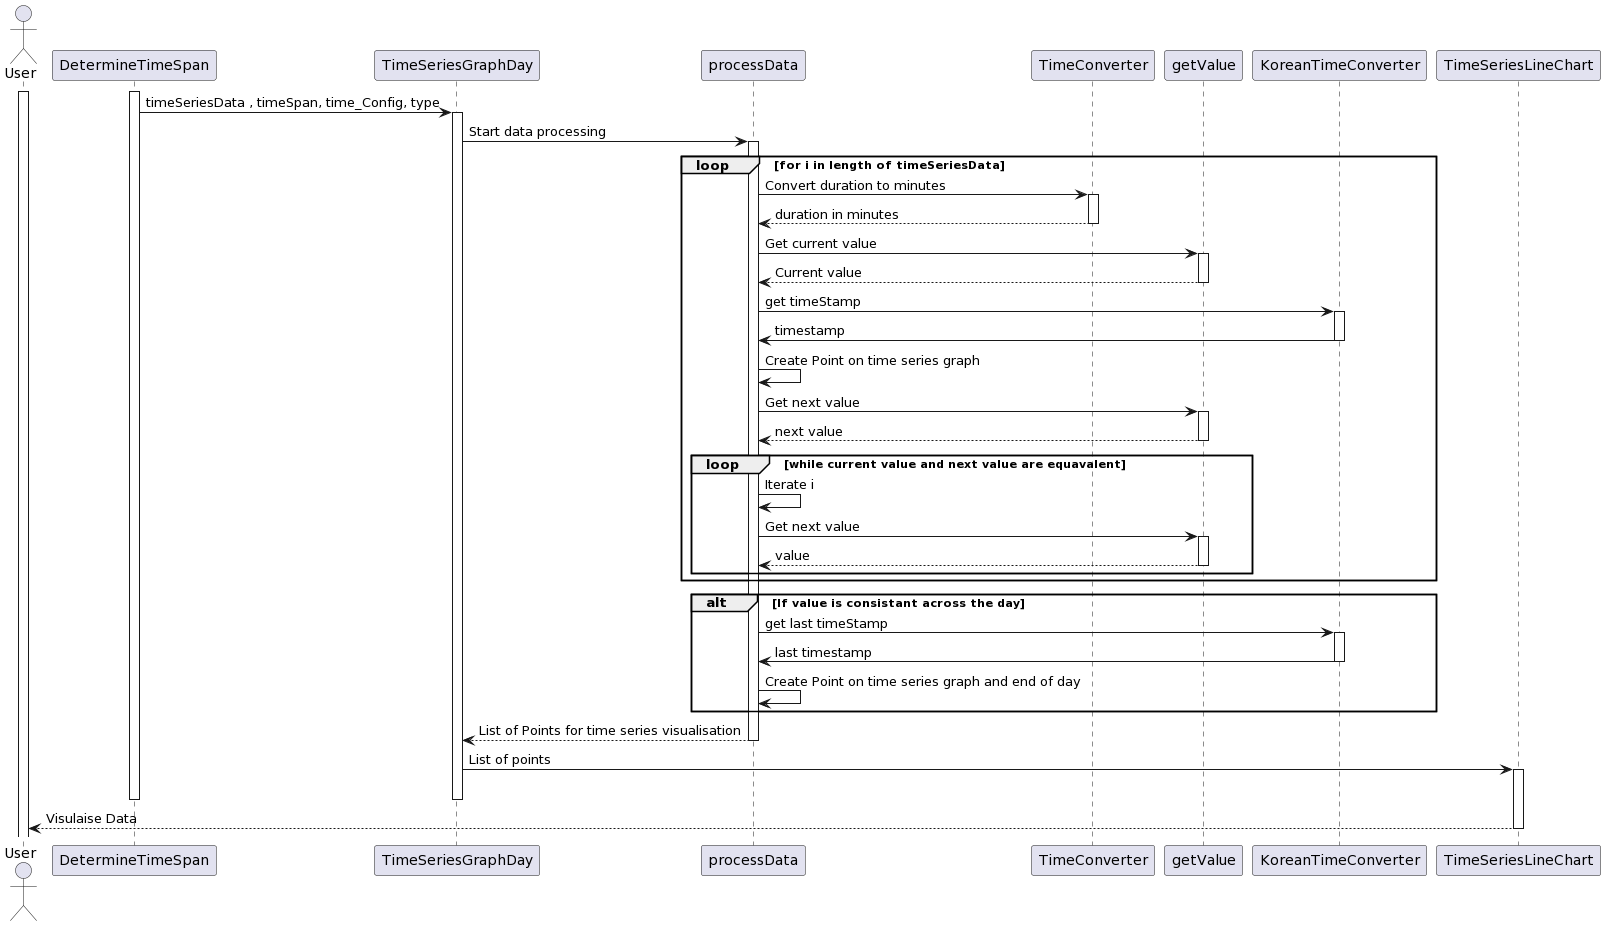 User
DetermineTimeSpan
TimeSeriesGraphDay
processData
TimeConverter
getValue
KoreanTimeConverter
TimeSeriesLineChart
timeSeriesData , timeSpan, time_Config, type
Start data processing
loop
[for i in length of timeSeriesData]
Convert duration to minutes
duration in minutes
Get current value
Current value
get timeStamp
timestamp
Create Point on time series graph
Get next value
next value
loop
[while current value and next value are equavalent]
Iterate i
Get next value
value
alt
[If value is consistant across the day]
get last timeStamp
last timestamp
Create Point on time series graph and end of day
List of Points for time series visualisation
List of points
Visulaise Data
User
DetermineTimeSpan
TimeSeriesGraphDay
processData
TimeConverter
getValue
KoreanTimeConverter
TimeSeriesLineChart